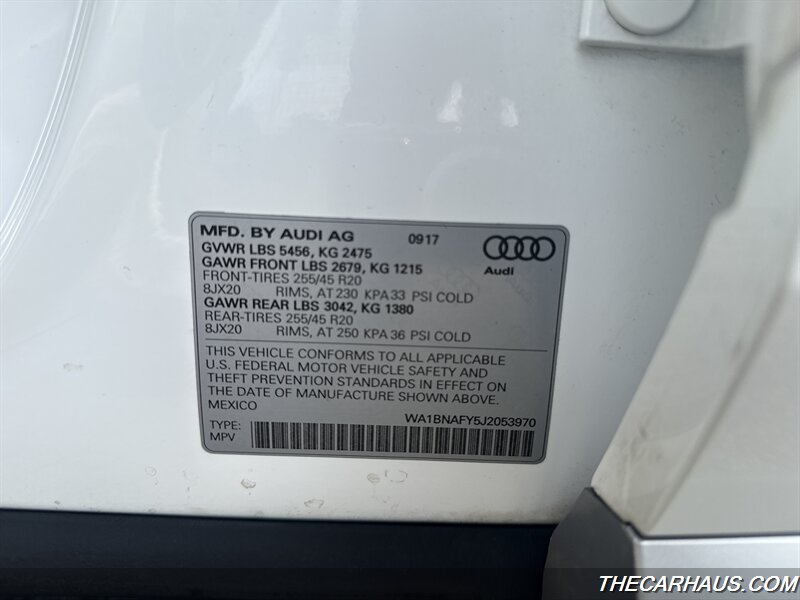 MFD. BY AUDI AG 0917
GVWR LBS 5456, KG 2475
GAWR FRONT LBS 2679, KG 1215
Audi
FRONT-TIRES 255/45 R20
8JX20 RIMS, AT 230 KPA 33 PSI COLD
GAWR REAR LBS 3042, KG 1380
REAR-TIRES 255/45 R20
8JX20 RIMS, AT 250 KPA 36 PSI COLD
THIS VEHICLE CONFORMS TO ALL APPLICABLE
U.S. FEDERAL MOTOR VEHICLE SAFETY AND
THEFT PREVENTION STANDARDS IN EFFECT ON
THE DATE OF MANUFACTURE SHOWN ABOVE.
MEXICO
WA1BNAFY5J2053970
TYPE:
MPV
THECARHAUS.COM